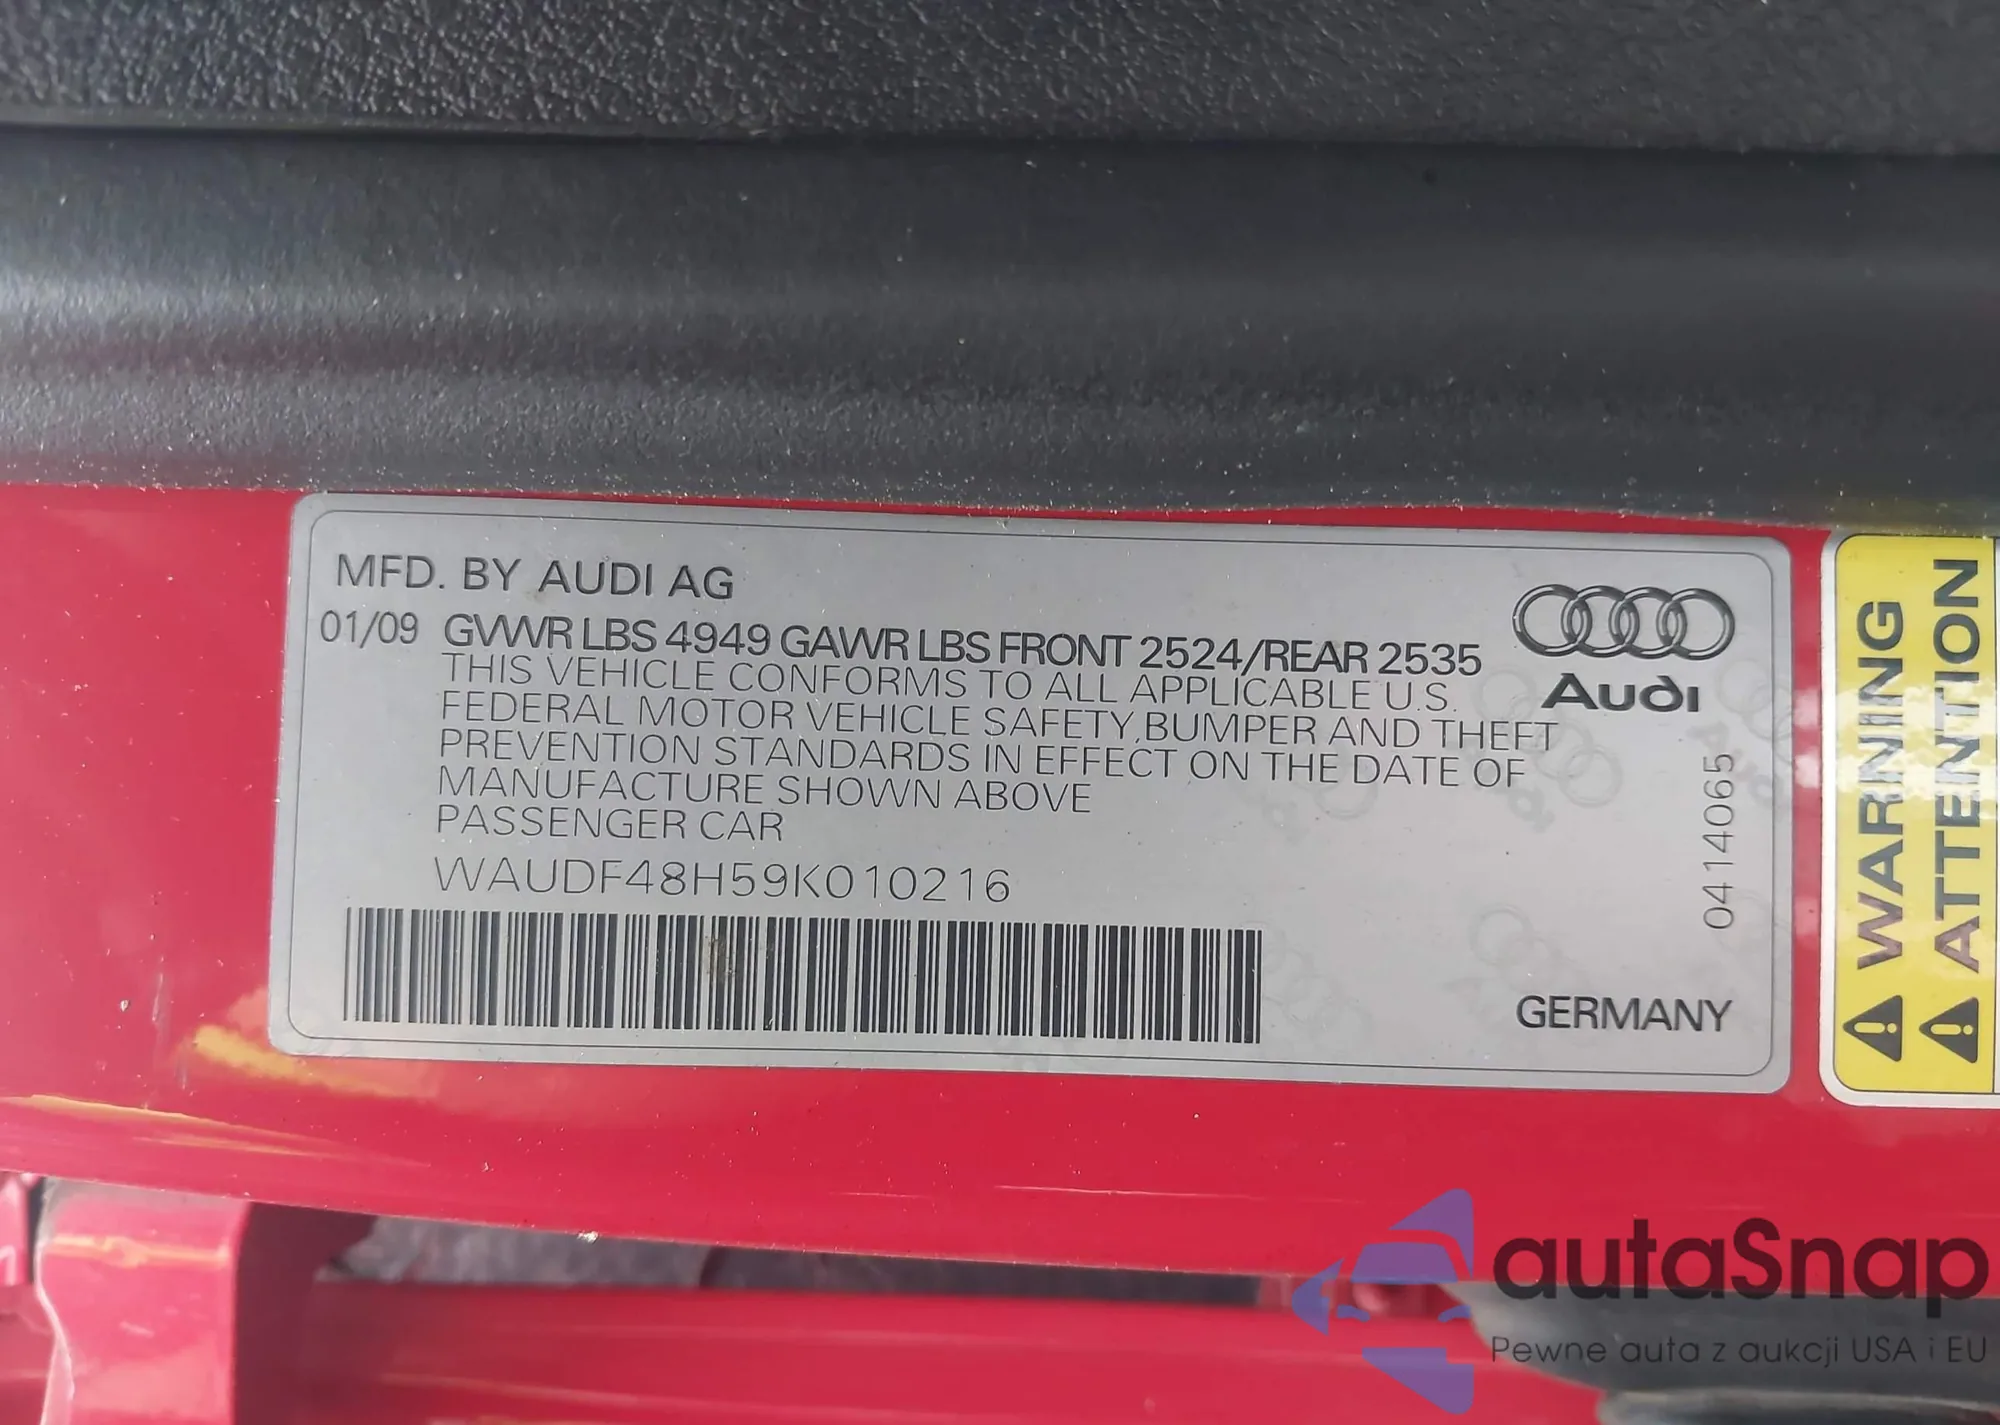 MFD. BY AUDI AG
01/09 GVWR LBS 4949 GAWR LBS FRONT 2524/REAR 2535
THIS VEHICLE CONFORMS TO ALL APPLICABLE U.S.
FEDERAL MOTOR VEHICLE SAFETY,BUMPER AND THEFT
PREVENTION STANDARDS IN EFFECT ON THE DATE OF
MANUFACTURE SHOWN ABOVE
PASSENGER CAR
WAUDF48H59K010216
Audi
0414065
GERMANY
WARNING
ATTENTION
autaSnap
Pewne auta z aukcji USA i EU